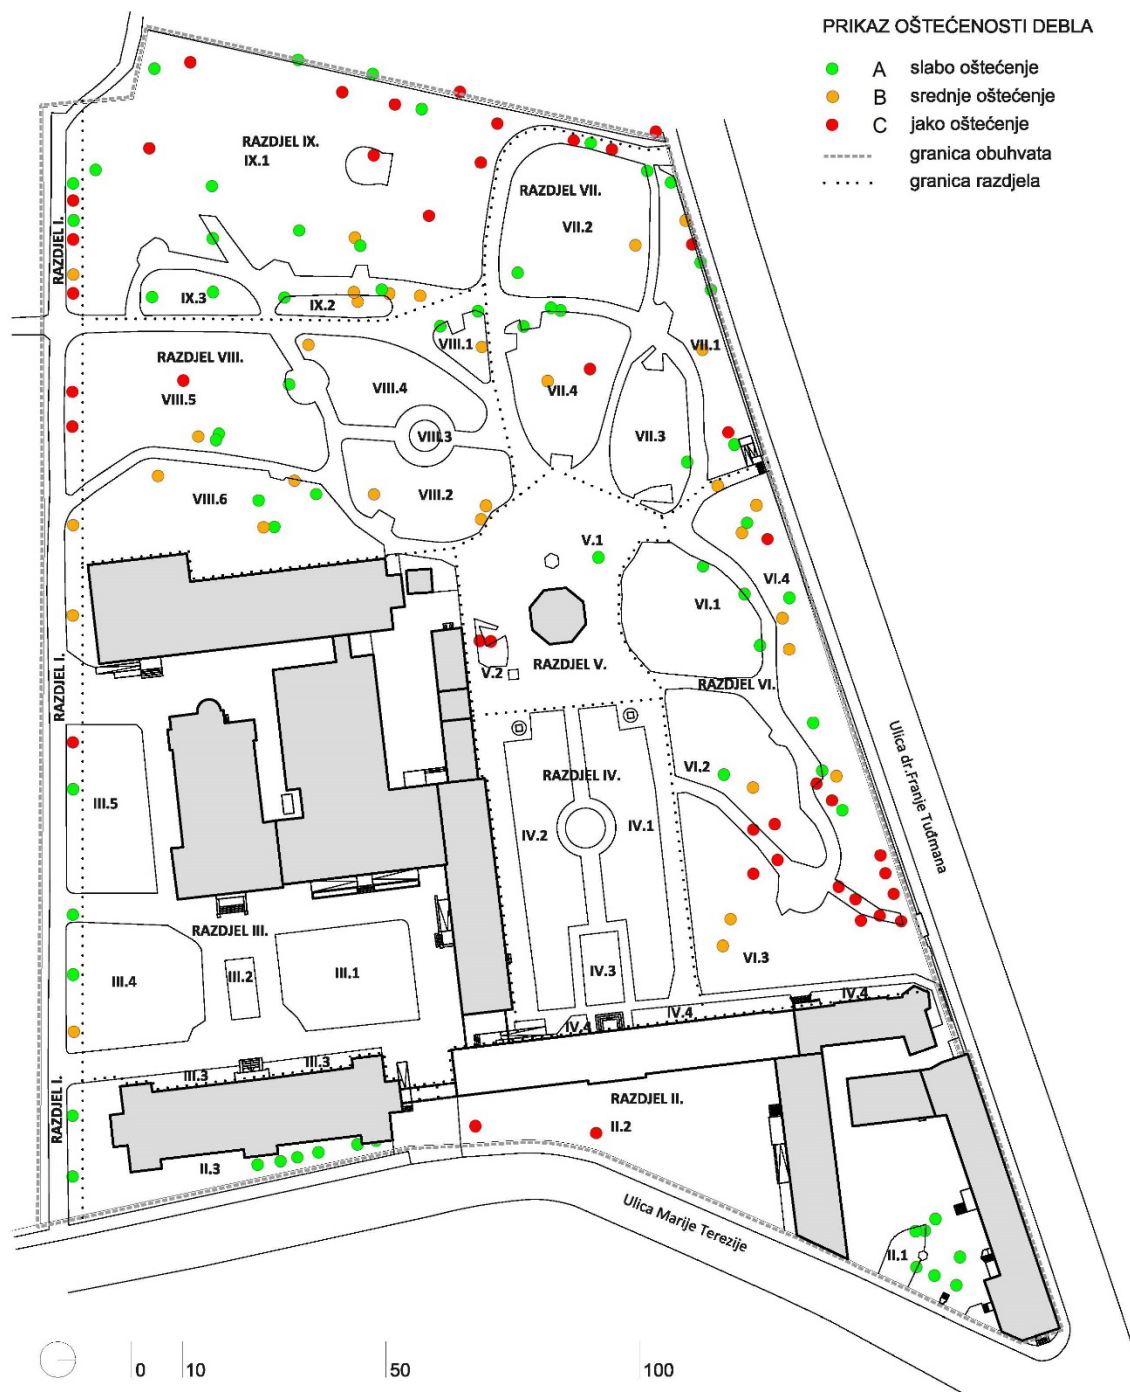 PRIKAZ OŠTEĆENOSTI DEBLA
A slabo oštećenje
B srednje oštećenje
C jako oštećenje
granica obuhvata
granica razdjela
RAZDJEL IX.
IX.1
RAZDJEL VII.
VII.2
RAZDJEL I.
IX.3
IX.2
VIII.1
VII.1
RAZDJEL VIII.
VIII.4
VII.4
VIII.5
VIII.3
VII.3
VIII.6
VIII.2
V.1
VI.4
VI.1
RAZDJEL V.
V.2
RAZDJEL VI.
RAZDJEL I.
Ulica dr.Franje Tuđmana
VI.2
RAZDJEL IV.
III.5
IV.2
IV.1
RAZDJEL III.
III.4
III.2
III.1
IV.3
VI.3
IV.4
IV.4
IV.4
III.3
III.3
RAZDJEL I.
RAZDJEL II.
II.2
II.3
Ulica Marije Terezije
II.1
0 10 50 100